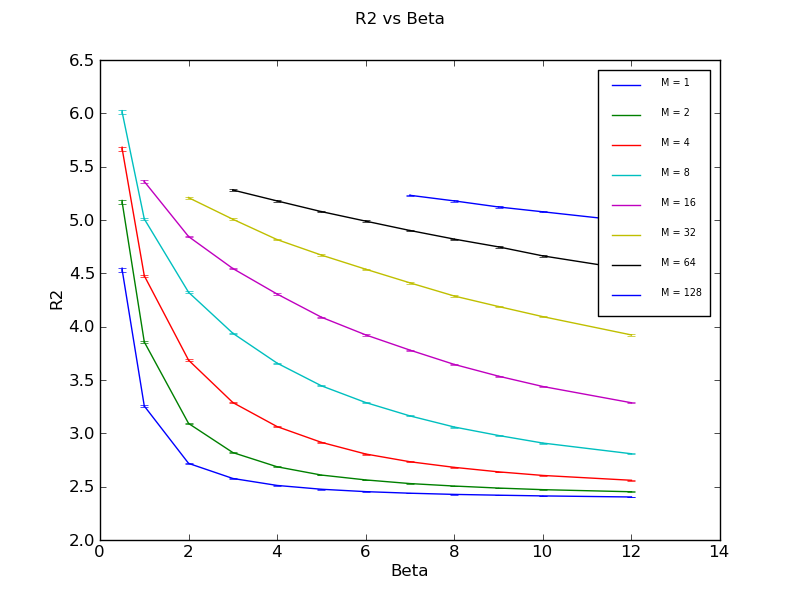 R2 vs Beta
6.5
6.0
5.5
5.0
4.5
4.0
3.5
3.0
2.5
2.0
R2
0 2 4 6 8 10 12 14
Beta
M = 1
M = 2
M = 4
M = 8
M = 16
M = 32
M = 64
M = 128